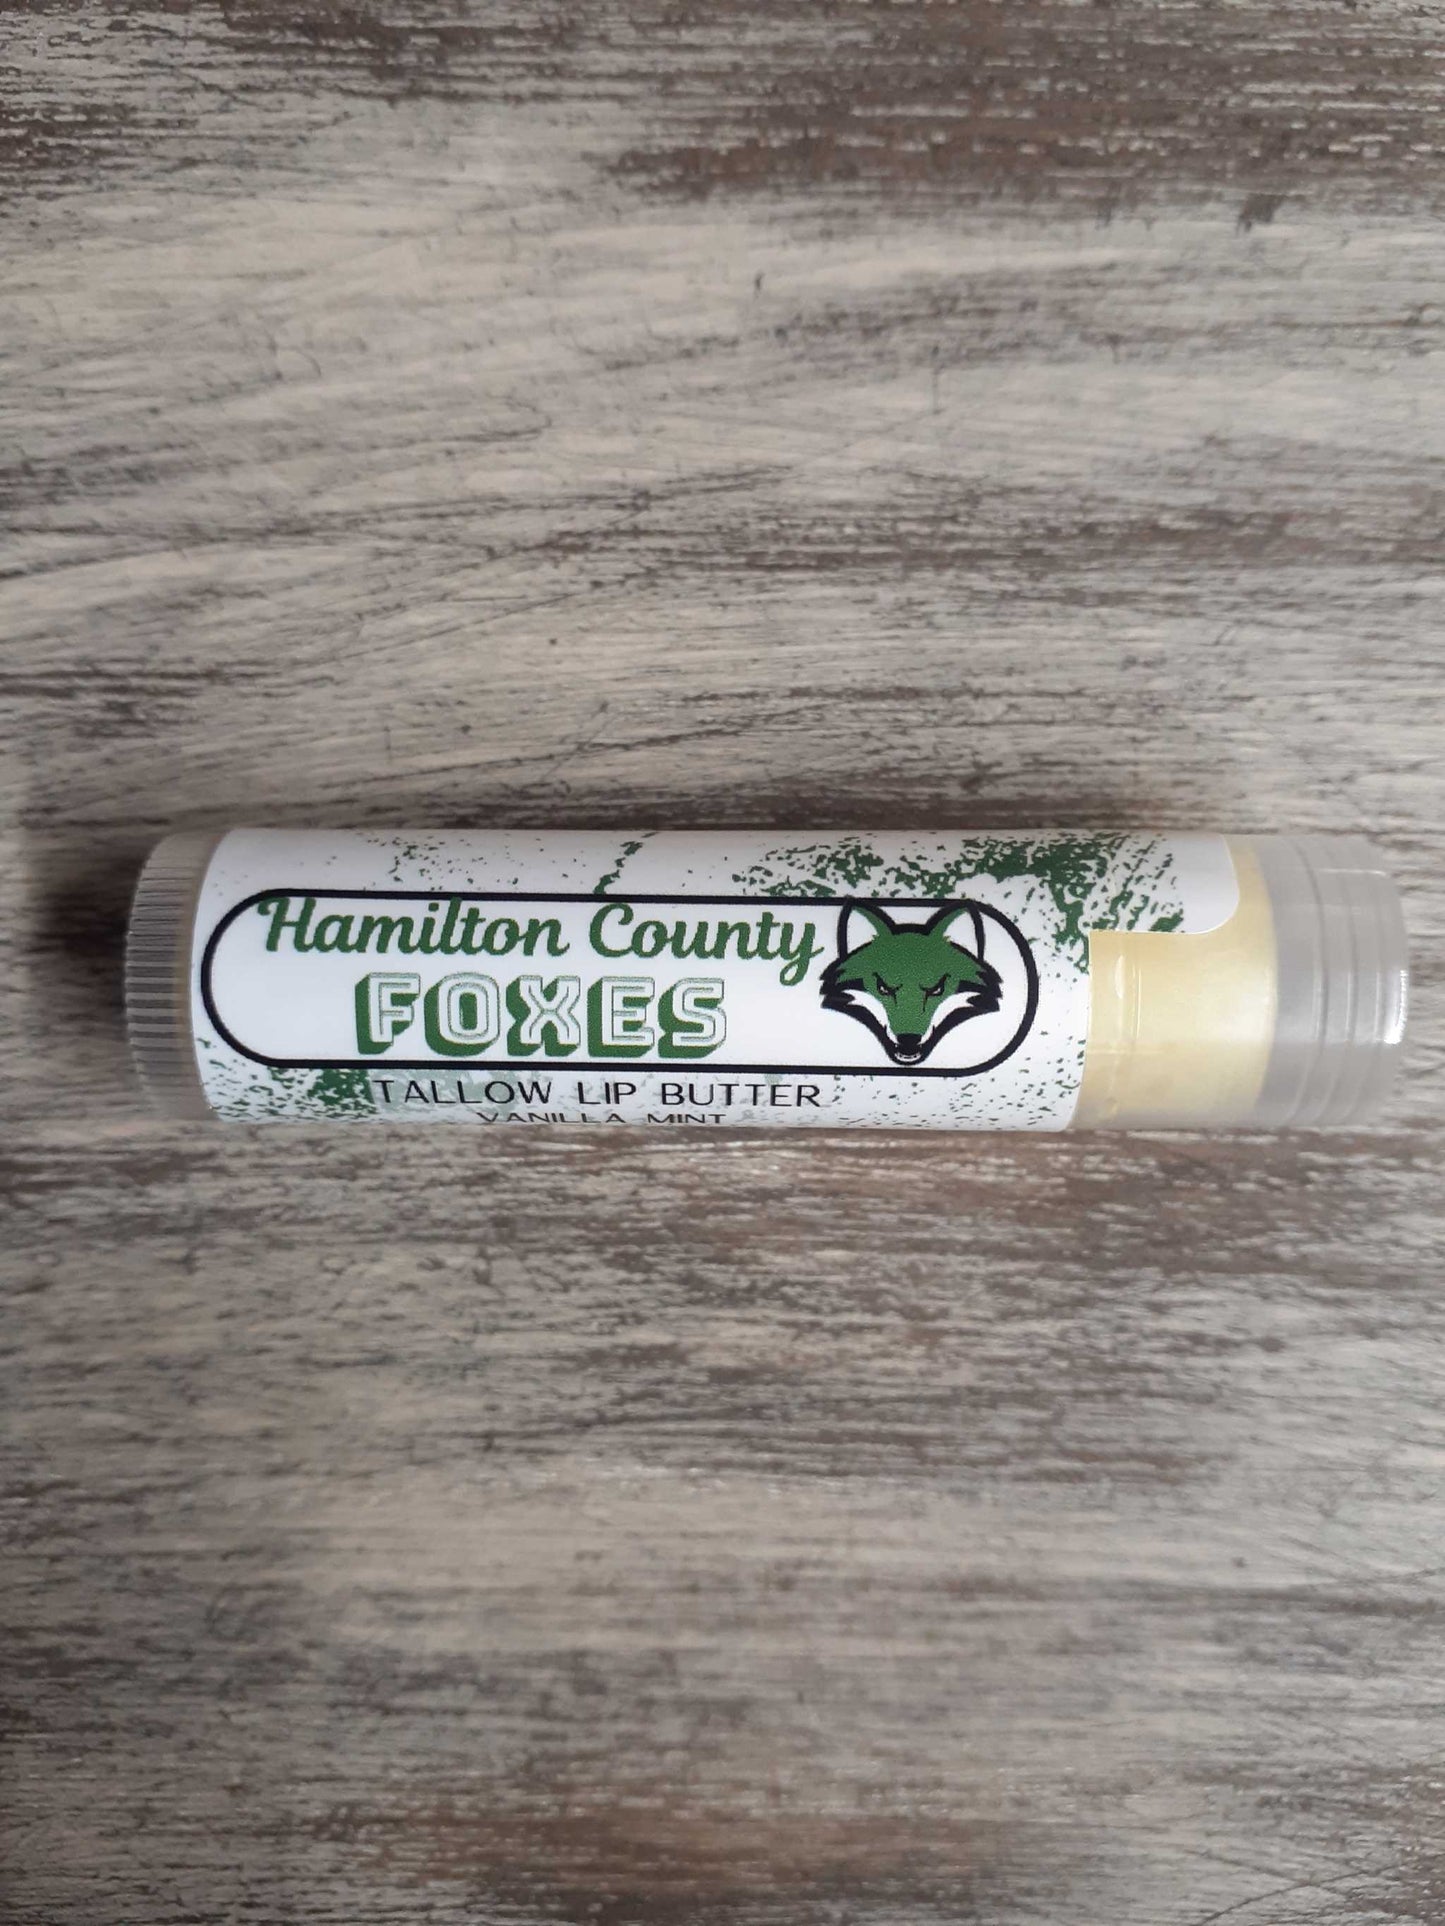 Hamilton County
FOXES
TALLOW LIP BUTTER
VANILLA MINT